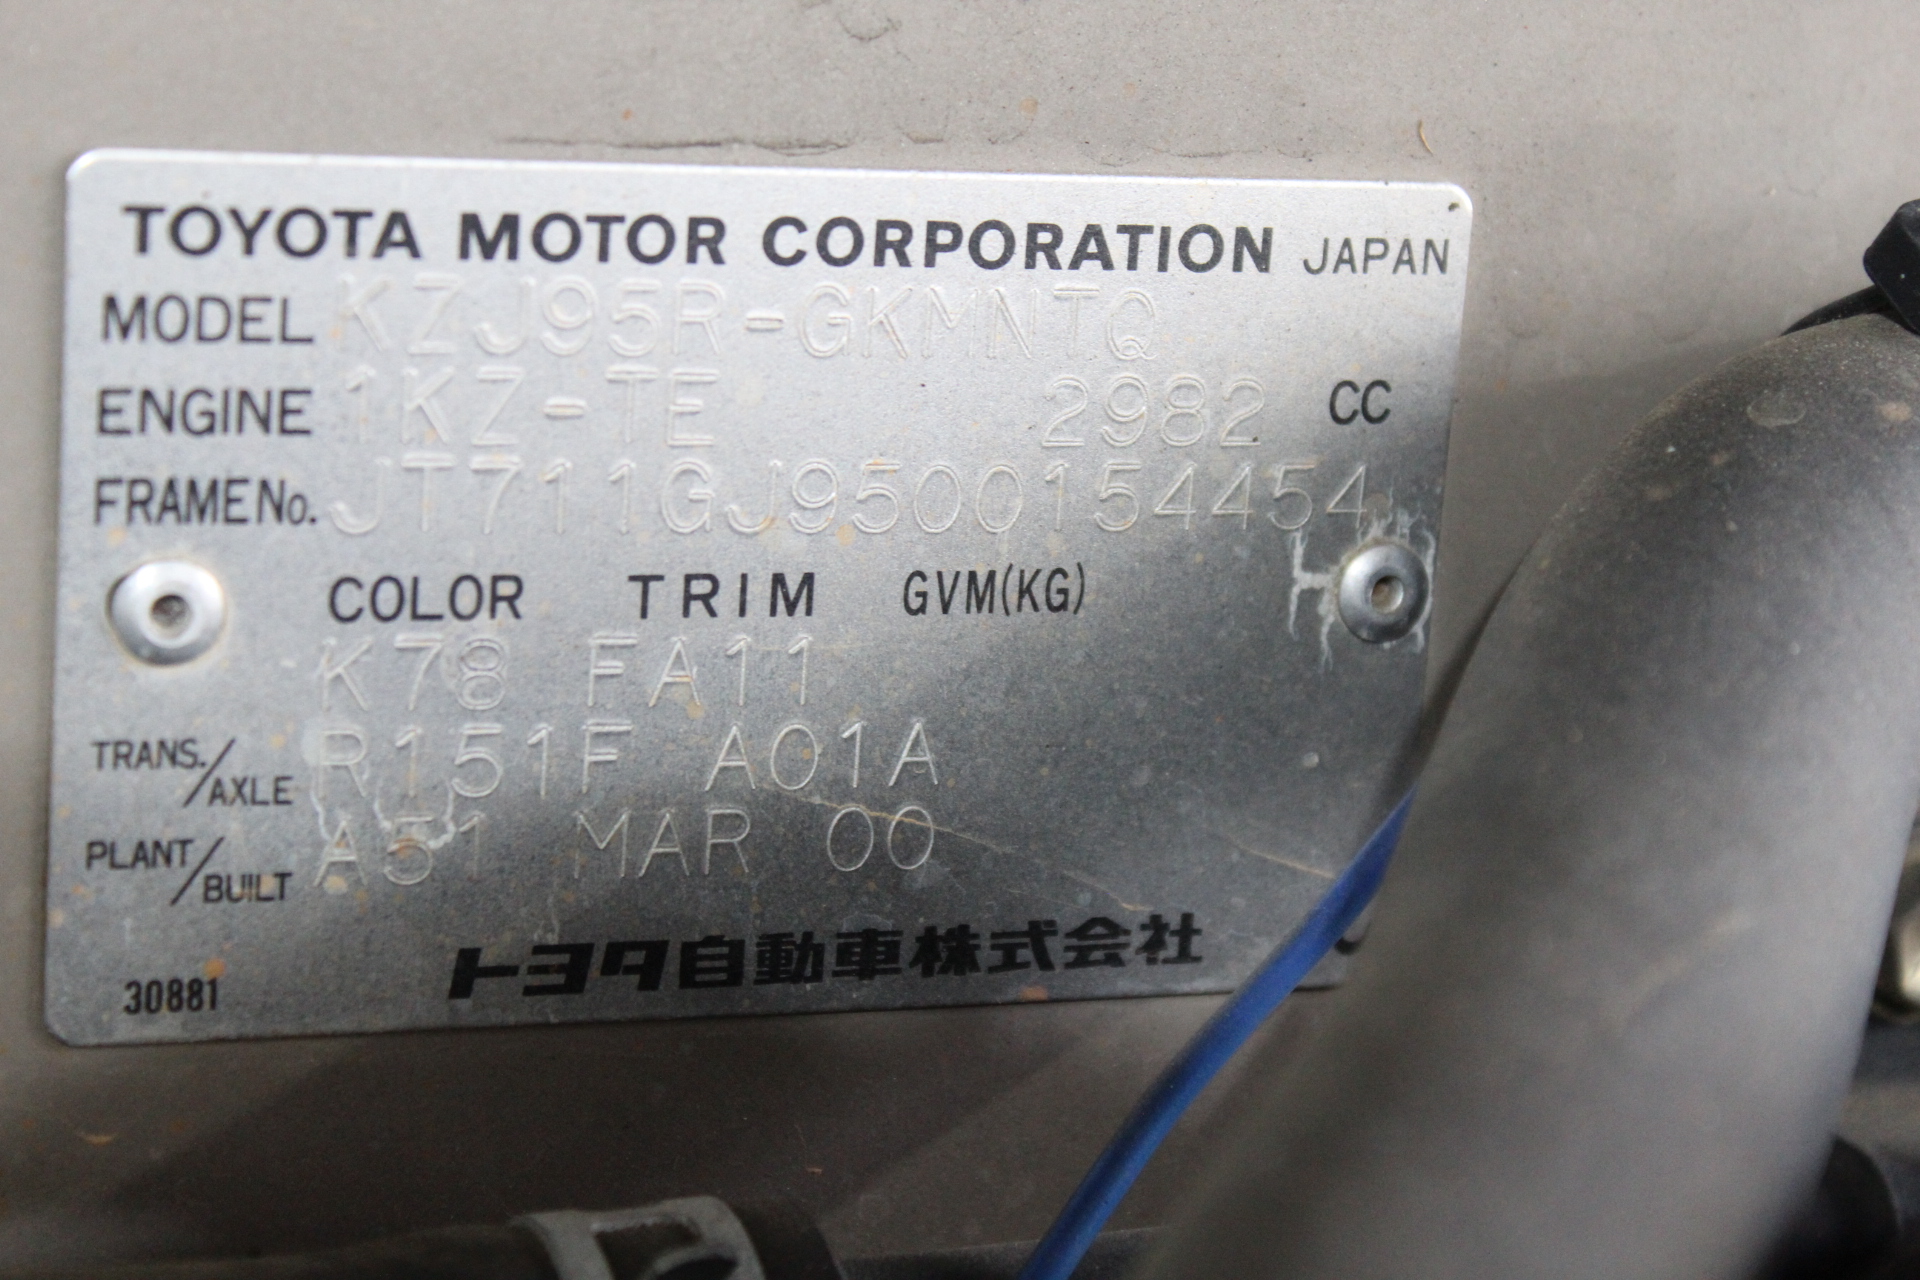 TOYOTA MOTOR CORPORATION JAPAN
MODEL KZJ95R-GKMNTQ
ENGINE 1KZ-TE 2982 CC
FRAME No. JT711GJ9500154454
COLOR TRIM GVM(KG)
K78 FA11
TRANS./AXLE R151F A01A
PLANT/BUILT A51 MAR 00
トヨタ自動車株式会社
30881